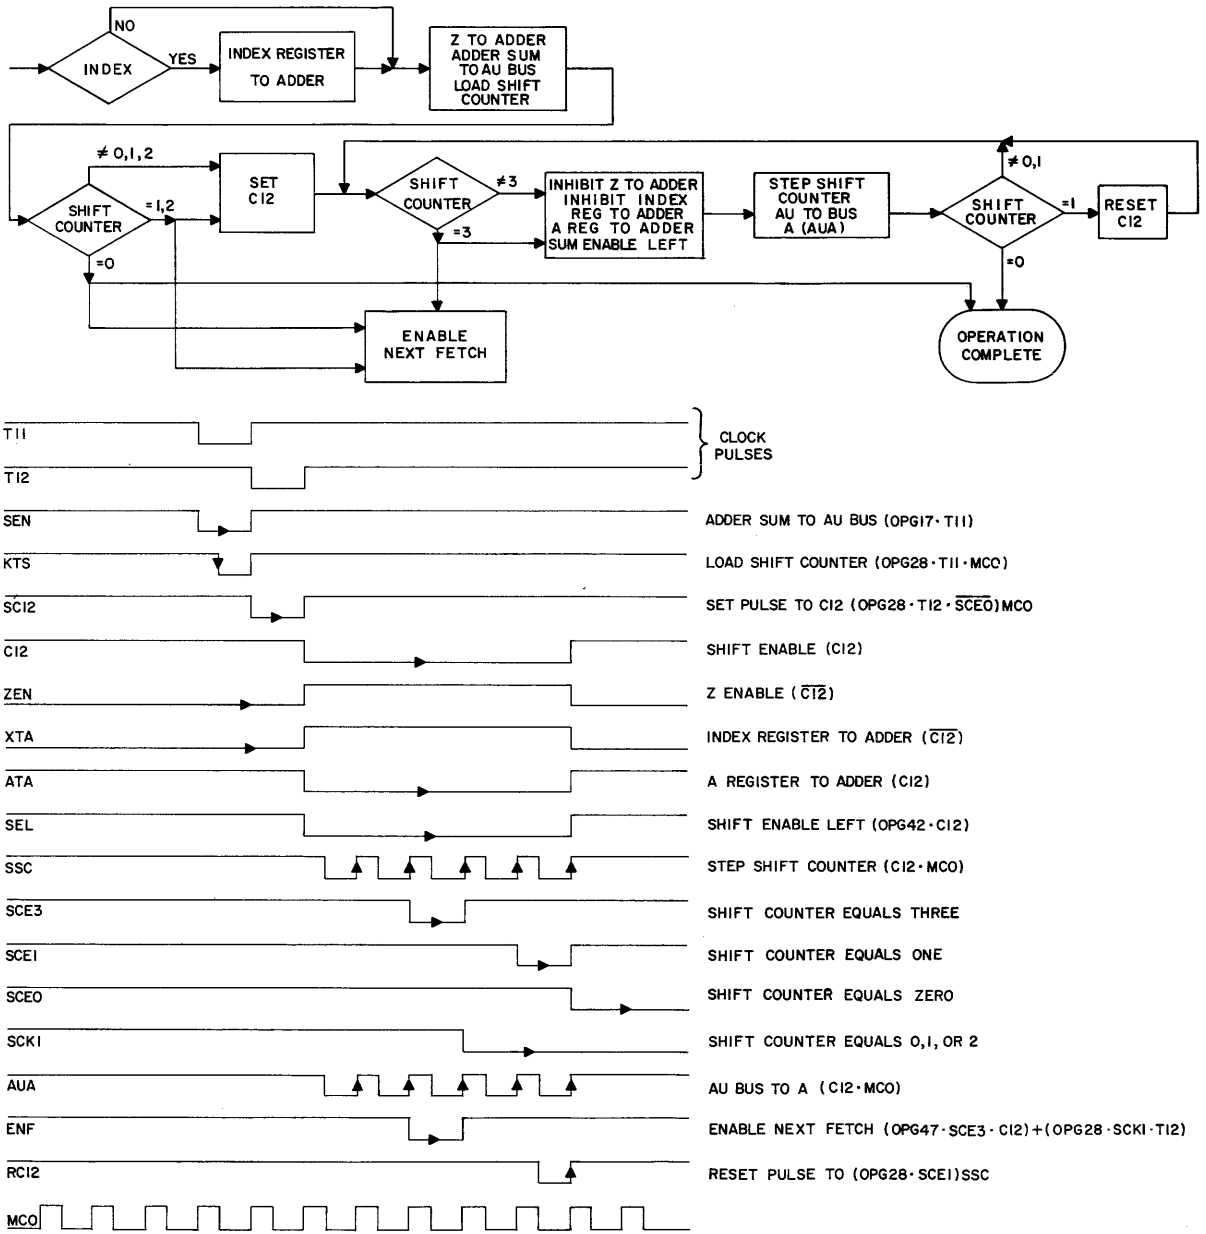 NO
INDEX
YES
INDEX REGISTER
TO ADDER
Z TO ADDER
ADDER SUM
TO AU BUS
LOAD SHIFT
COUNTER
≠ 0,1,2
SHIFT
COUNTER
=1,2
=0
SET
C12
SHIFT
COUNTER
≠3
=3
INHIBIT Z TO ADDER
INHIBIT INDEX
REG TO ADDER
A REG TO ADDER
SUM ENABLE LEFT
STEP SHIFT
COUNTER
AU TO BUS
A (AUA)
≠0,1
SHIFT
COUNTER
=1
=0
RESET
C12
ENABLE
NEXT FETCH
OPERATION
COMPLETE
T11
T12
CLOCK
PULSES
SEN
ADDER SUM TO AU BUS (OPG17·T11)
KTS
LOAD SHIFT COUNTER (OPG28·T11·MCO)
SC12
SET PULSE TO C12 (OPG28·T12·S̅C̅E̅0̅)MCO
C12
SHIFT ENABLE (C12)
ZEN
Z ENABLE (C̅1̅2̅)
XTA
INDEX REGISTER TO ADDER (C̅1̅2̅)
ATA
A REGISTER TO ADDER (C12)
SEL
SHIFT ENABLE LEFT (OPG42·C12)
SSC
STEP SHIFT COUNTER (C12·MCO)
SCE3
SHIFT COUNTER EQUALS THREE
SCE1
SHIFT COUNTER EQUALS ONE
SCE0
SHIFT COUNTER EQUALS ZERO
SCK1
SHIFT COUNTER EQUALS 0,1, OR 2
AUA
AU BUS TO A (C12·MCO)
ENF
ENABLE NEXT FETCH (OPG47·SCE3·C12)+(OPG28·SCK1·T12)
RC12
RESET PULSE TO (OPG28·SCE1)SSC
MCO